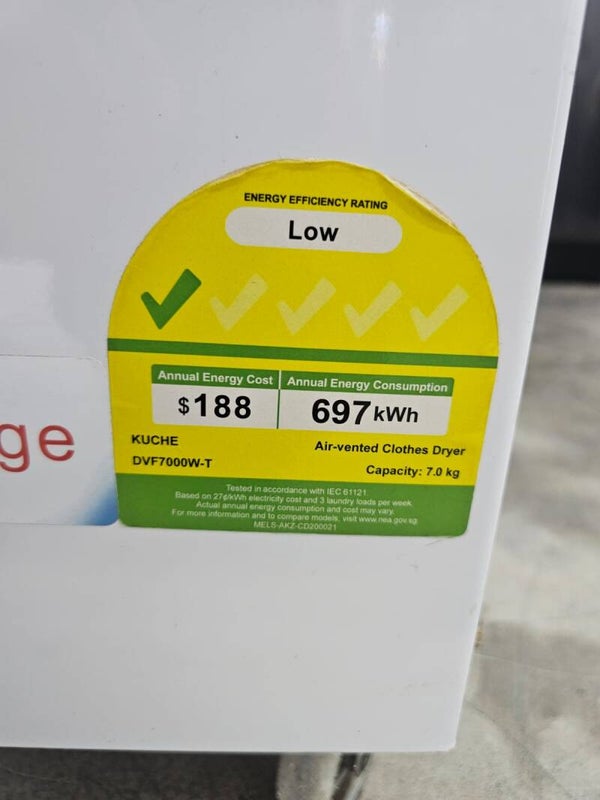 ENERGY EFFICIENCY RATING
Low
Annual Energy Cost
$188
Annual Energy Consumption
697 kWh
KUCHE
DVF7000W-T
Air-vented Clothes Dryer
Capacity: 7.0 kg
Tested in accordance with IEC 61121
Based on 27¢/kWh electricity cost and 3 laundry loads per week.
Actual annual energy consumption and cost may vary.
For more information and to compare models, visit www.nea.gov.sg
MELS-AKZ-CD200021
ge